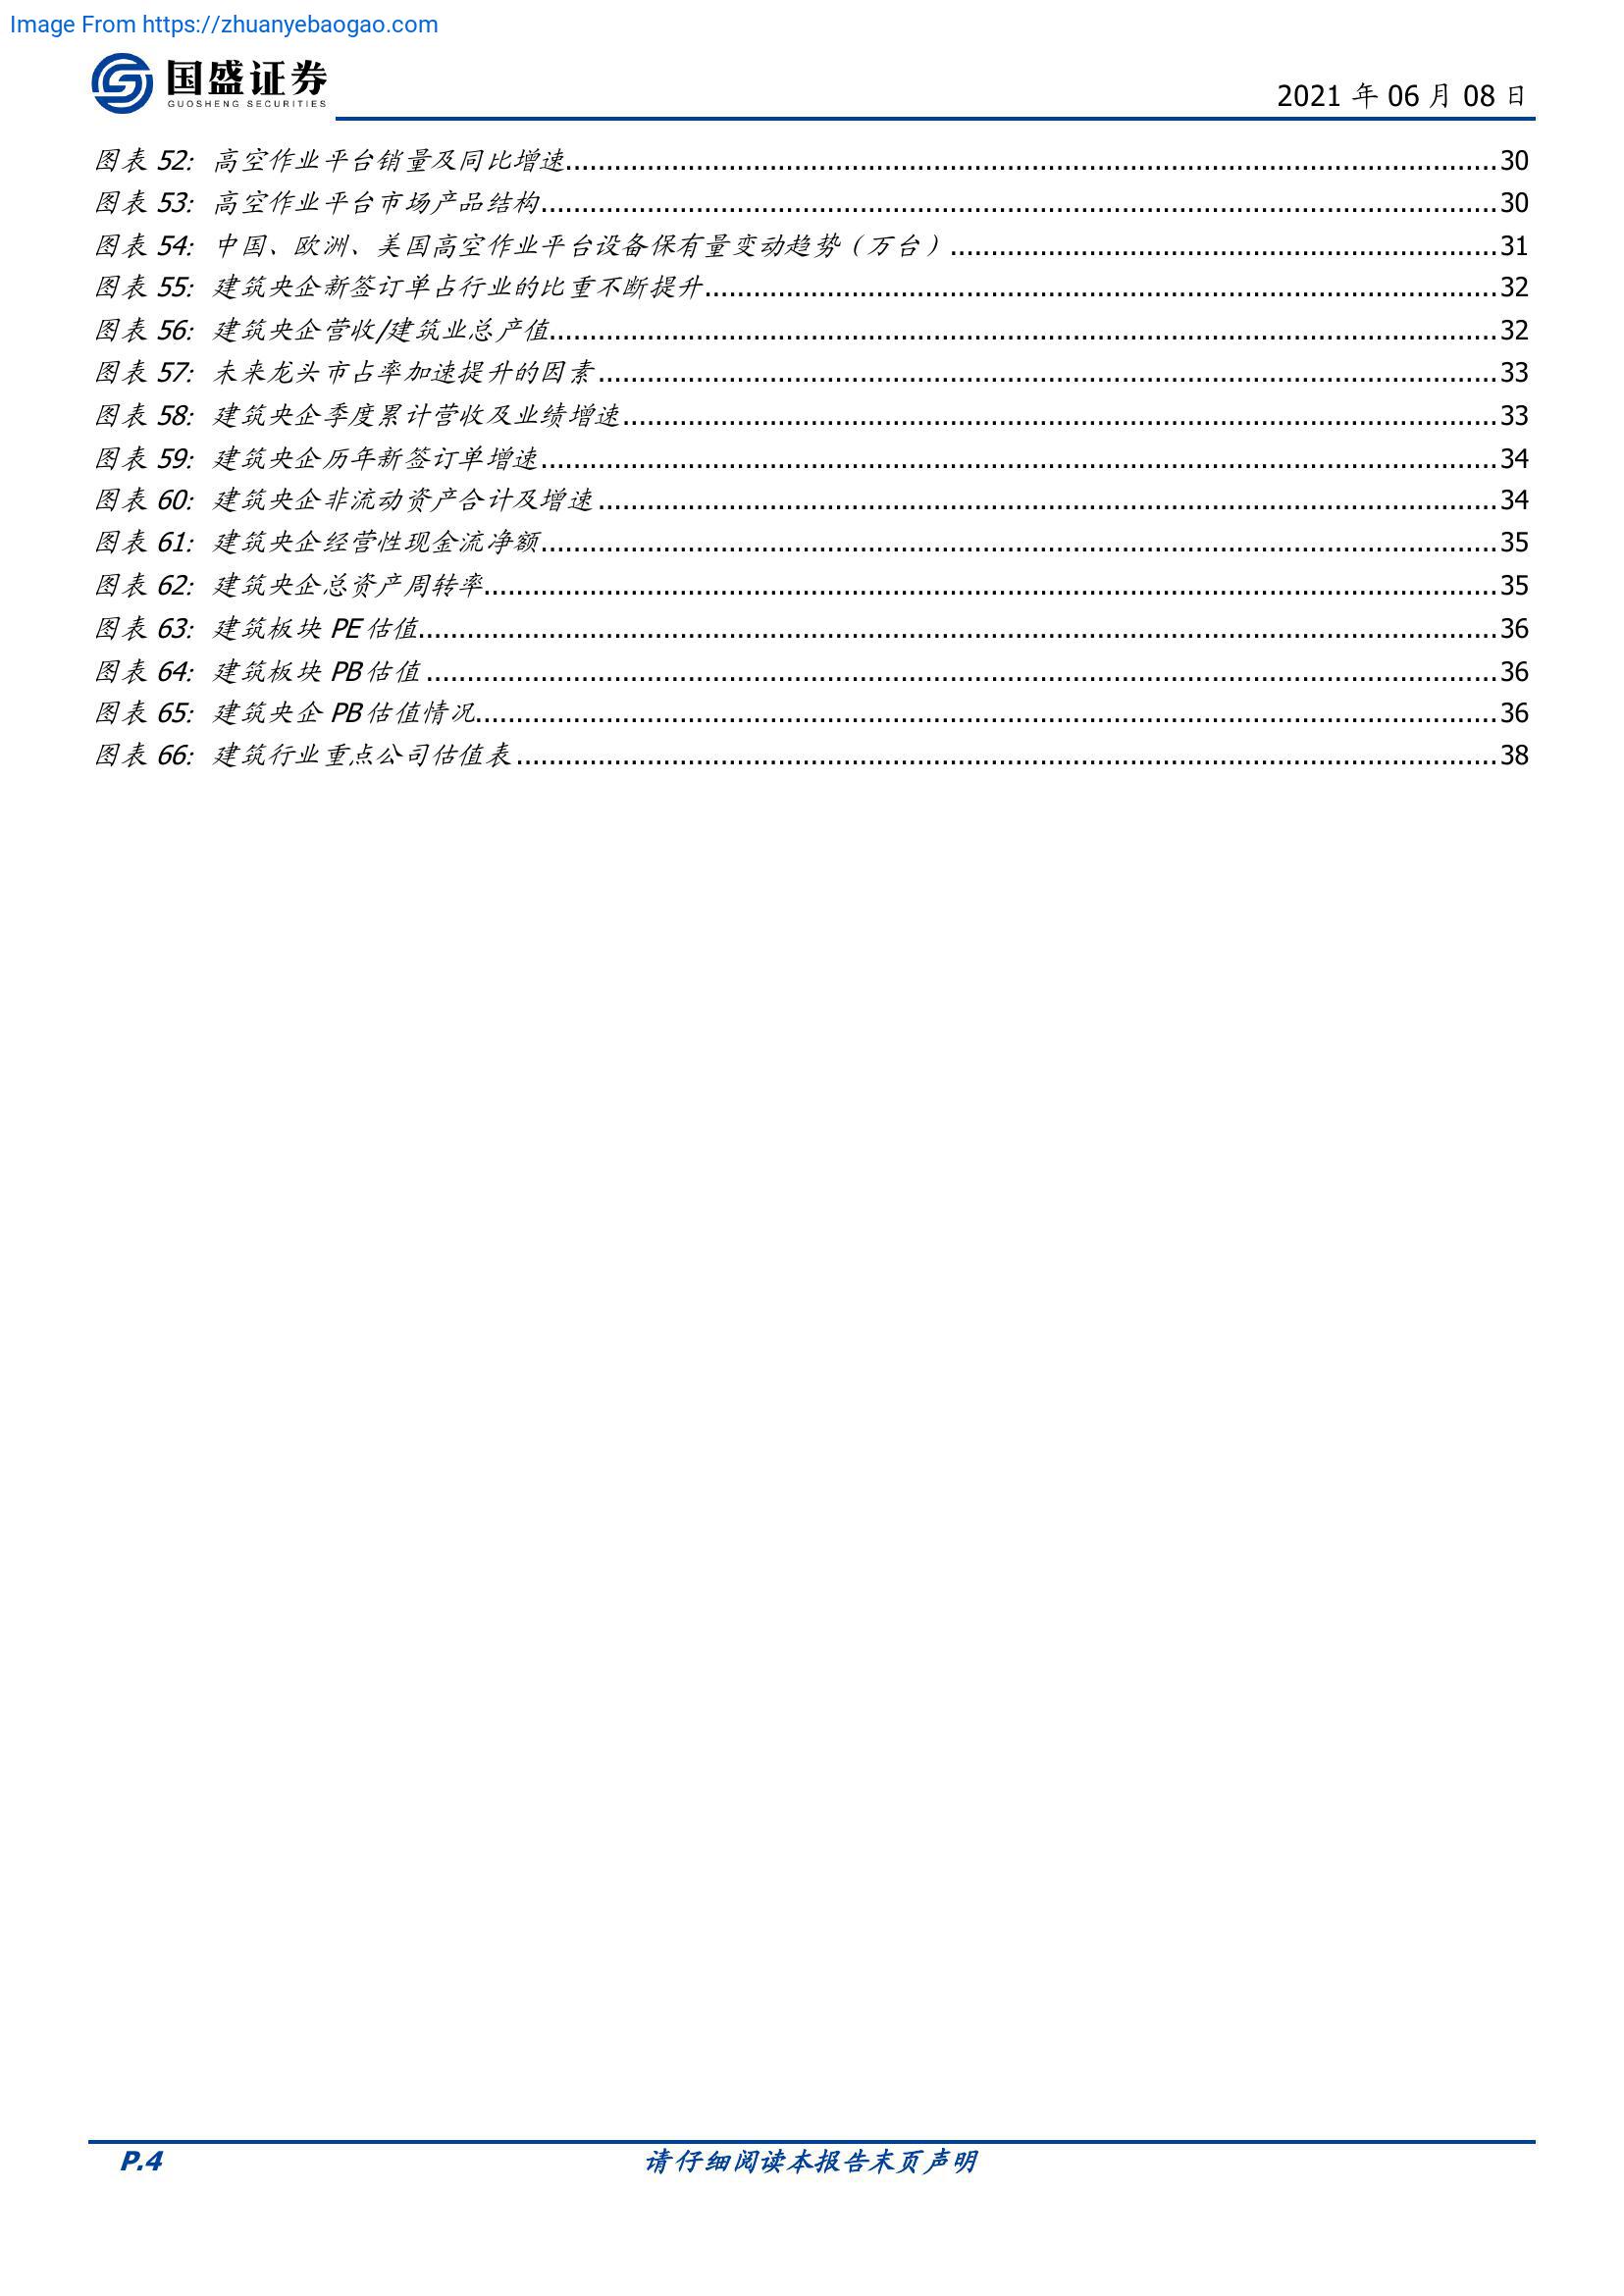 Image From https://zhuanyebaogao.com
国盛证券
GUOSHENG SECURITIES
2021 年 06 月 08 日
图表 52: 高空作业平台销量及同比增速....................30
图表 53: 高空作业平台市场产品结构....................30
图表 54: 中国、欧洲、美国高空作业平台设备保有量变动趋势（万台）....................31
图表 55: 建筑央企新签订单占行业的比重不断提升....................32
图表 56: 建筑央企营收/建筑业总产值....................32
图表 57: 未来龙头市占率加速提升的因素....................33
图表 58: 建筑央企季度累计营收及业绩增速....................33
图表 59: 建筑央企历年新签订单增速....................34
图表 60: 建筑央企非流动资产合计及增速....................34
图表 61: 建筑央企经营性现金流净额....................35
图表 62: 建筑央企总资产周转率....................35
图表 63: 建筑板块 PE 估值....................36
图表 64: 建筑板块 PB 估值....................36
图表 65: 建筑央企 PB 估值情况....................36
图表 66: 建筑行业重点公司估值表....................38
P.4
请仔细阅读本报告末页声明